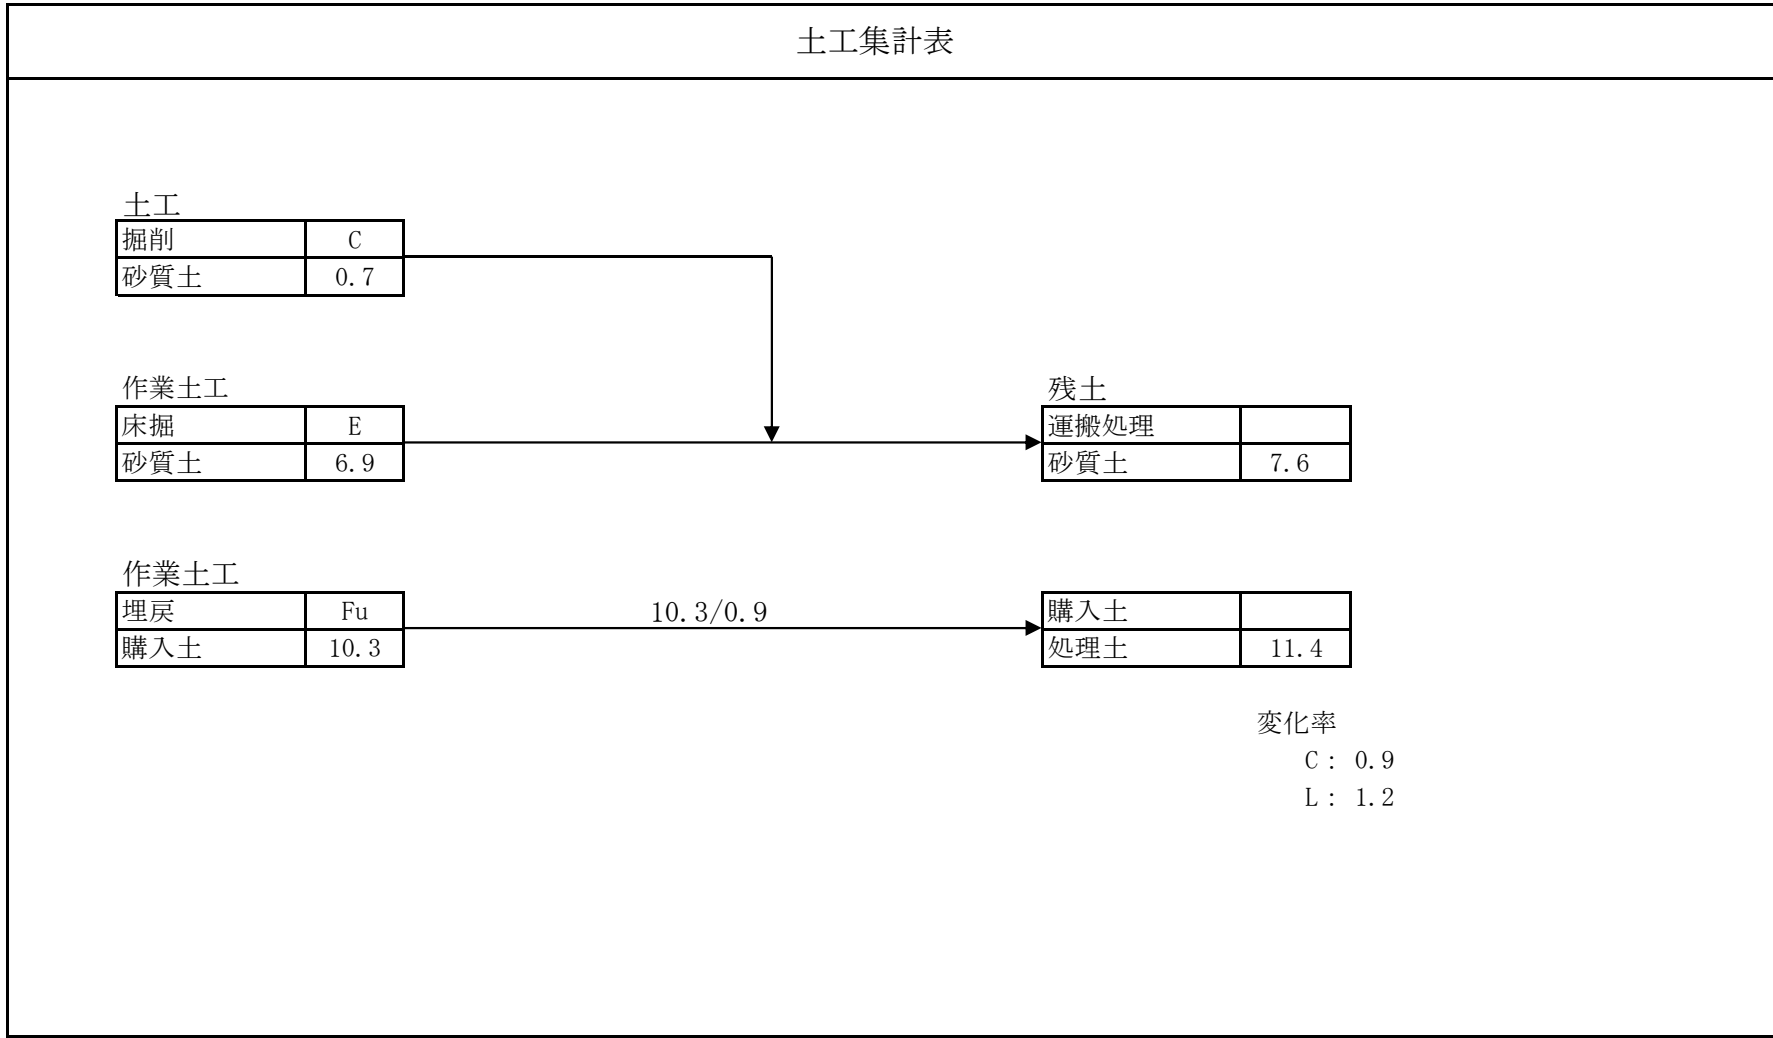 土工集計表
土工
掘削 C
砂質土 0.7
作業土工
床掘 E
砂質土 6.9
残土
運搬処理
砂質土 7.6
作業土工
埋戻 Fu
購入土 10.3
10.3/0.9
購入土
処理土 11.4
変化率
C: 0.9
L: 1.2